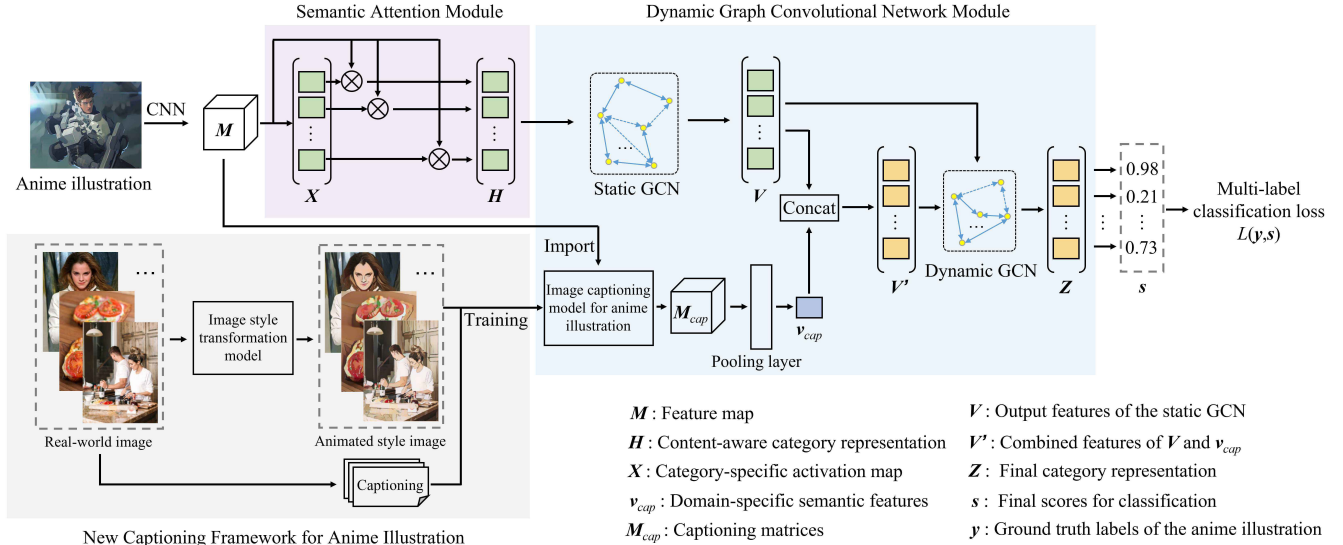 Semantic Attention Module
Dynamic Graph Convolutional Network Module
CNN
M
Anime illustration
X
H
...
Static GCN
V
Concat
V'
...
Dynamic GCN
Z
0.98
0.21
...
0.73
s
Multi-label
classification loss
L(y,s)
Import
Image captioning
model for anime
illustration
M_cap
Pooling layer
v_cap
Training
...
Real-world image
Image style
transformation
model
...
Animated style image
Captioning
New Captioning Framework for Anime Illustration
M : Feature map
H : Content-aware category representation
X : Category-specific activation map
v_cap : Domain-specific semantic features
M_cap : Captioning matrices
V : Output features of the static GCN
V' : Combined features of V and v_cap
Z : Final category representation
s : Final scores for classification
y : Ground truth labels of the anime illustration